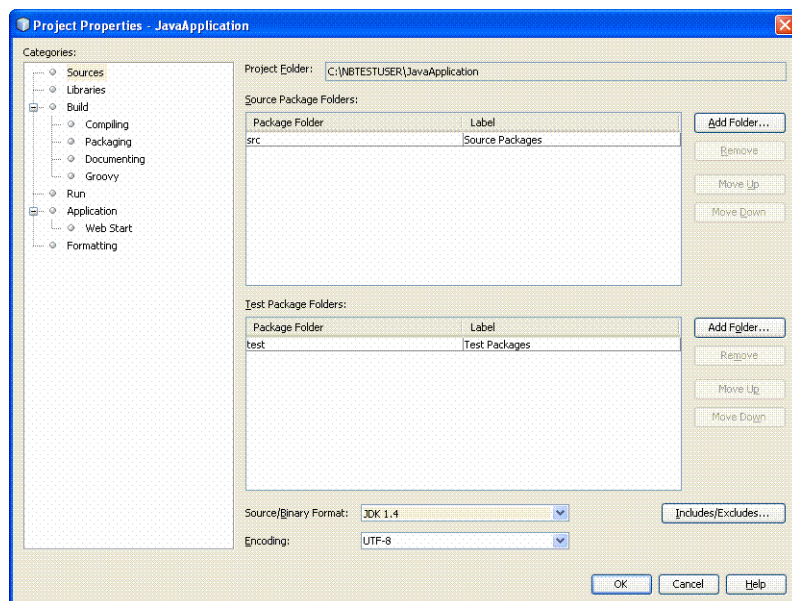 Project Properties - JavaApplication
Categories:
Sources
Libraries
Build
Compiling
Packaging
Documenting
Groovy
Run
Application
Web Start
Formatting
Project Folder: C:\NBTESTUSER\JavaApplication
Source Package Folders:
Package Folder Label
src Source Packages
Add Folder...
Remove
Move Up
Move Down
Test Package Folders:
Package Folder Label
test Test Packages
Add Folder...
Remove
Move Up
Move Down
Source/Binary Format: JDK 1.4
Includes/Excludes...
Encoding: UTF-8
OK Cancel Help